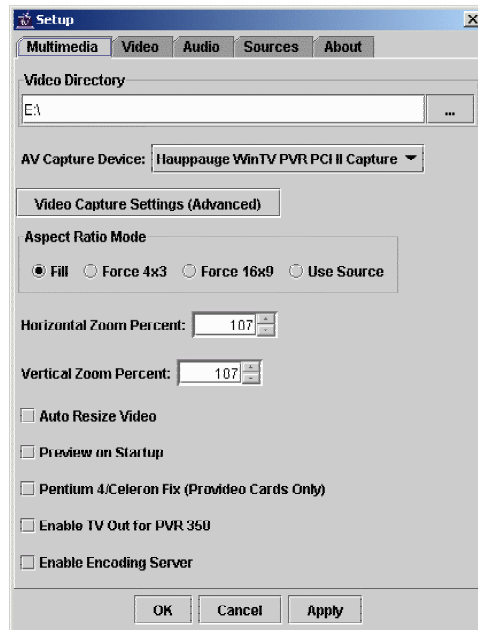 Setup
Multimedia Video Audio Sources About
Video Directory
E:\ ...
AV Capture Device: Hauppauge WinTV PVR PCI II Capture
Video Capture Settings (Advanced)
Aspect Ratio Mode
Fill Force 4x3 Force 16x9 Use Source
Horizontal Zoom Percent: 107
Vertical Zoom Percent: 107
Auto Resize Video
Preview on Startup
Pentium 4/Celeron Fix (Provideo Cards Only)
Enable TV Out for PVR 350
Enable Encoding Server
OK Cancel Apply